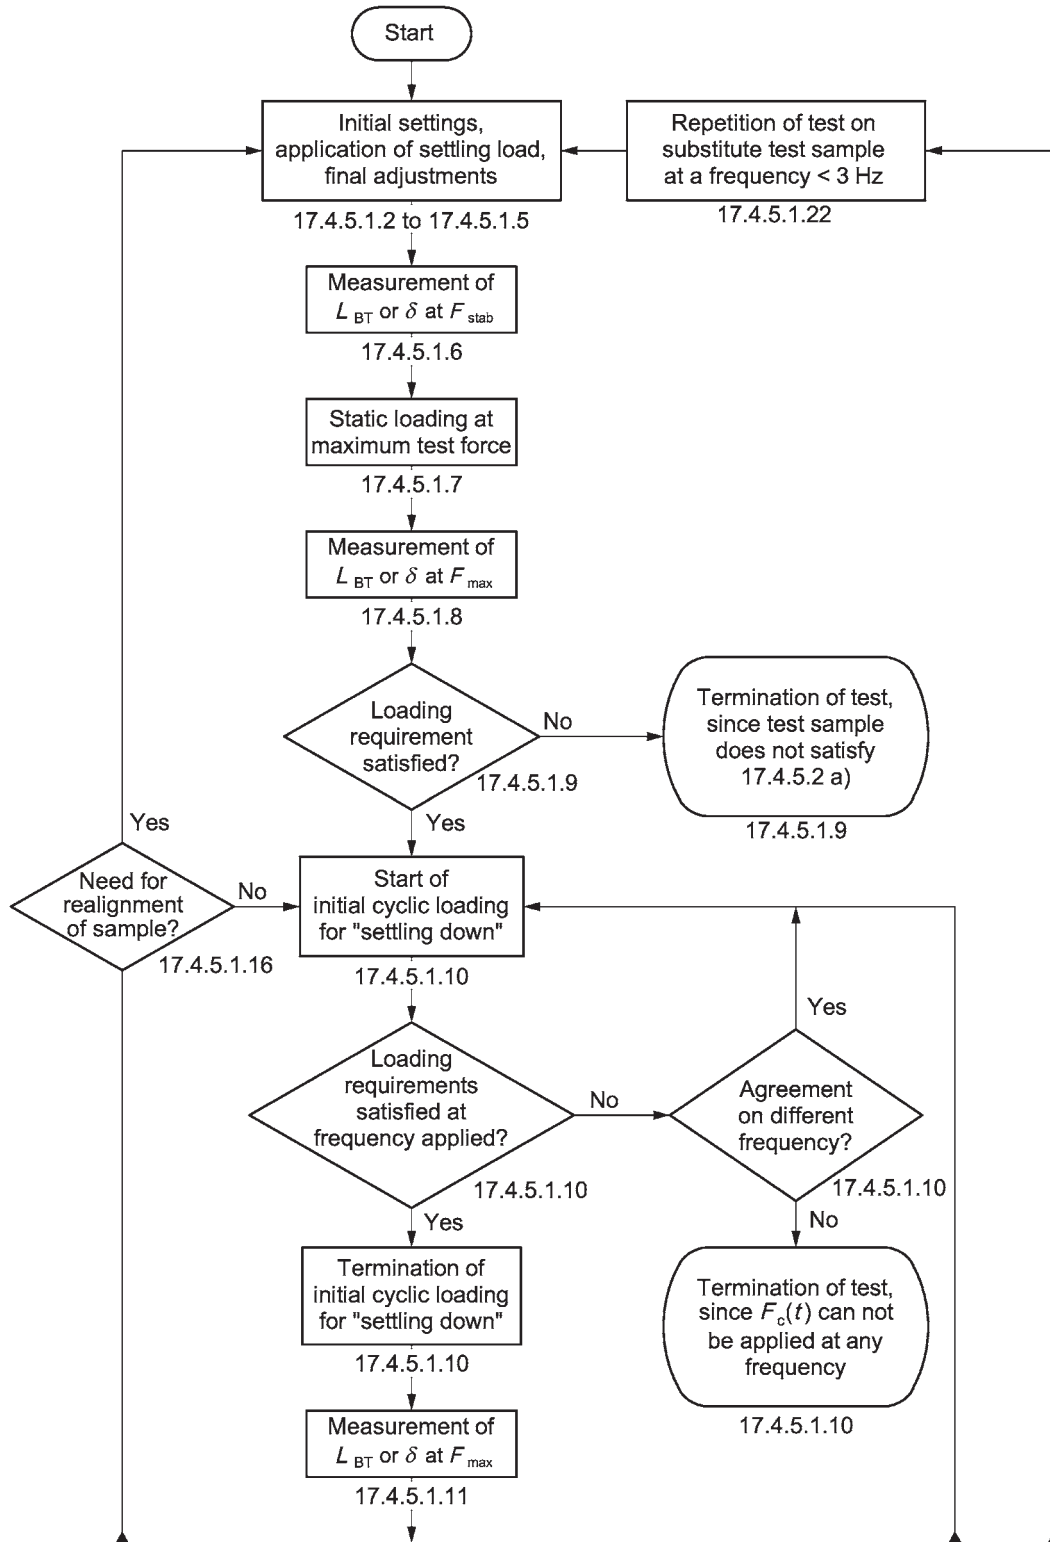 Start
Initial settings,
application of settling load,
final adjustments
17.4.5.1.2 to 17.4.5.1.5
Repetition of test on
substitute test sample
at a frequency < 3 Hz
17.4.5.1.22
Measurement of
L BT or δ at F stab
17.4.5.1.6
Static loading at
maximum test force
17.4.5.1.7
Measurement of
L BT or δ at F max
17.4.5.1.8
Loading
requirement
satisfied?
17.4.5.1.9
No
Termination of test,
since test sample
does not satisfy
17.4.5.2 a)
17.4.5.1.9
Yes
Yes
Need for
realignment
of sample?
17.4.5.1.16
No
Start of
initial cyclic loading
for "settling down"
17.4.5.1.10
Yes
Loading
requirements
satisfied at
frequency applied?
17.4.5.1.10
No
Agreement
on different
frequency?
17.4.5.1.10
Yes
No
Termination of
initial cyclic loading
for "settling down"
17.4.5.1.10
Termination of test,
since F c (t) can not
be applied at any
frequency
17.4.5.1.10
Measurement of
L BT or δ at F max
17.4.5.1.11